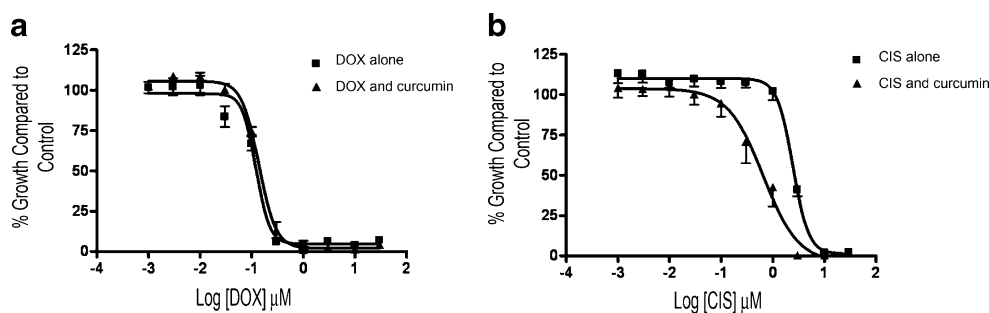 a
125
100
75
50
25
0
% Growth Compared to
Control
-4 -3 -2 -1 0 1 2
Log [DOX] µM
DOX alone
DOX and curcumin
b
125
100
75
50
25
0
% Growth Compared to
Control
-4 -3 -2 -1 0 1 2
Log [CIS] µM
CIS alone
CIS and curcumin